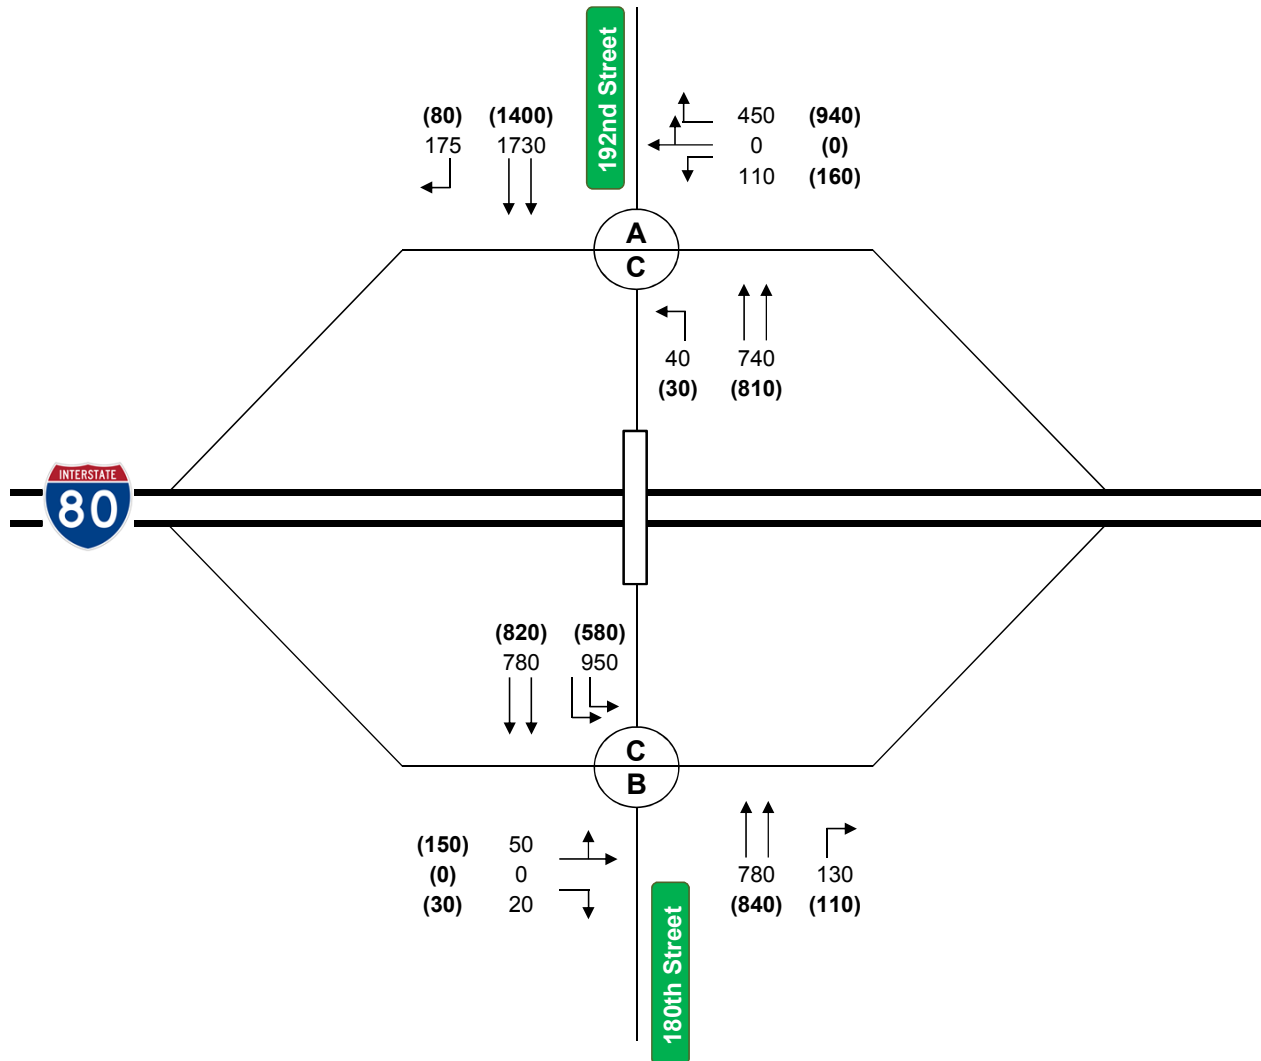 192nd Street
(80) (1400)
175 1730
450 (940)
0 (0)
110 (160)
A
C
40 740
(30) (810)
INTERSTATE
80
(820) (580)
780 950
C
B
(150) 50
(0) 0
(30) 20
780 130
(840) (110)
180th Street